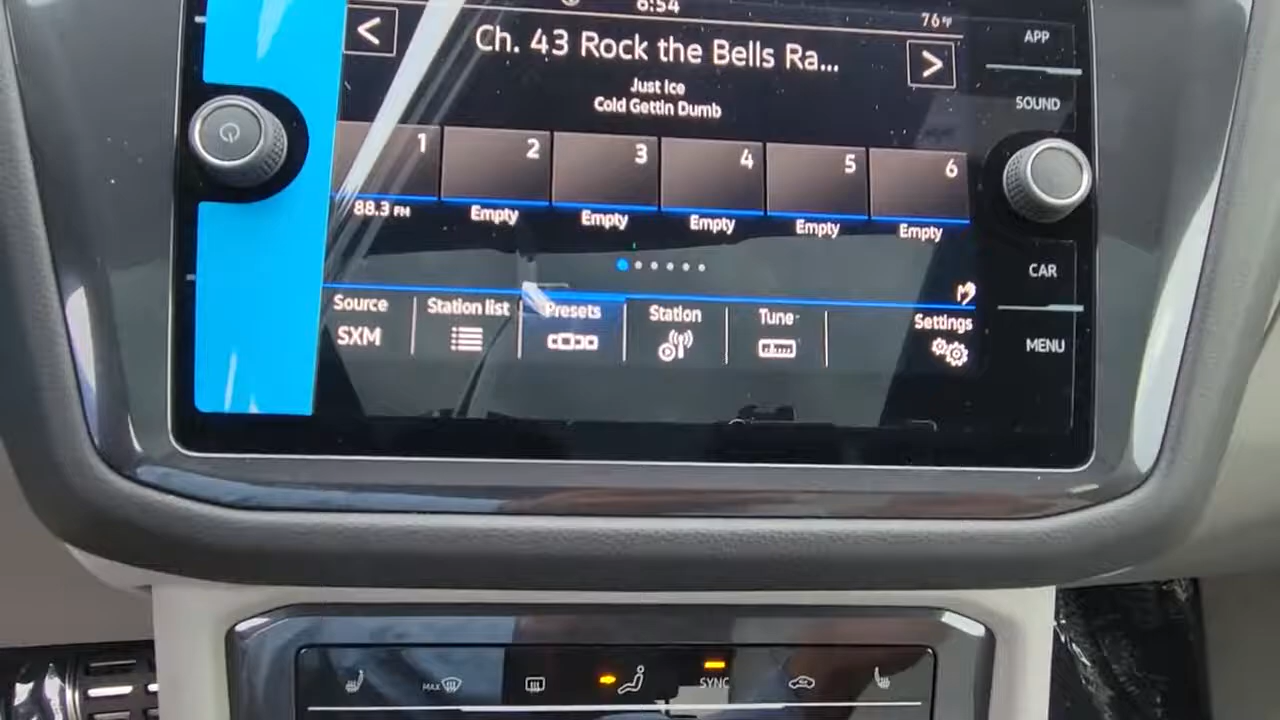 6:54
76°F
APP
< Ch. 43 Rock the Bells Ra... >
Just Ice
Cold Gettin Dumb
SOUND
1 2 3 4 5 6
88.3 FM Empty Empty Empty Empty Empty
CAR
Source Station list Presets Station Tune Settings
SXM
MENU
MAX SYNC